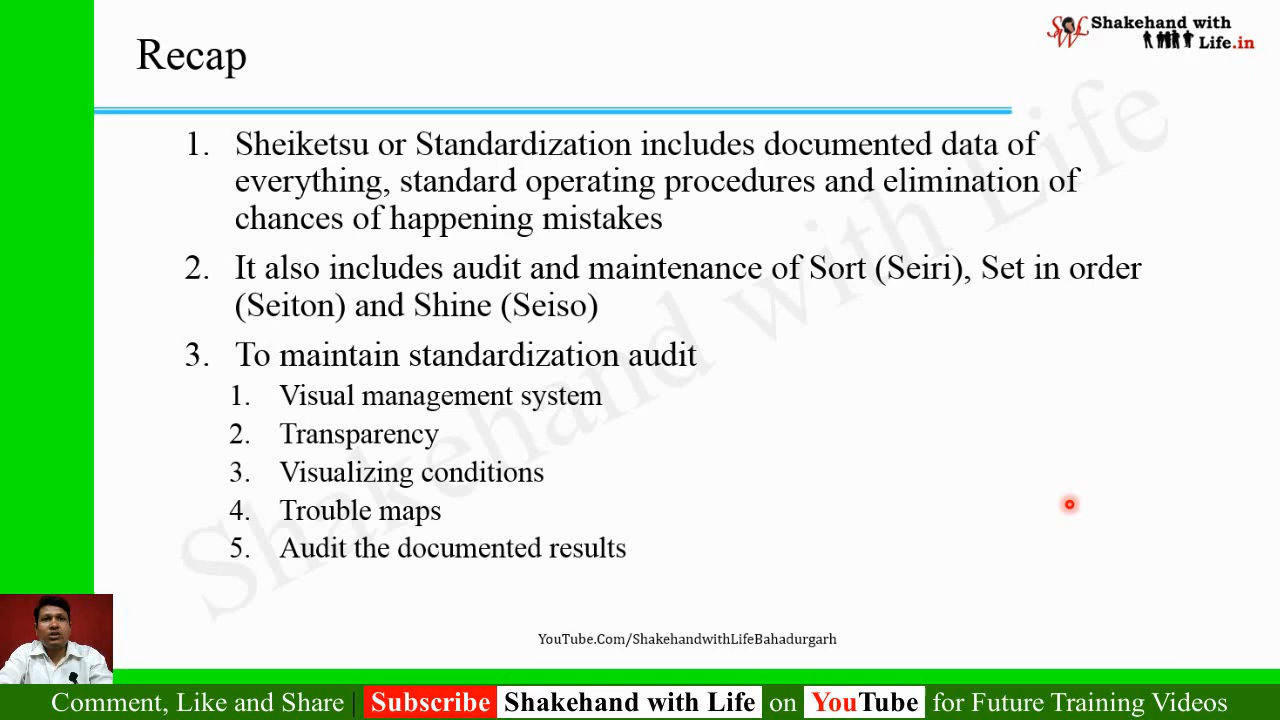 Recap
SWL Shakehand with
Life.in
1. Sheiketsu or Standardization includes documented data of
everything, standard operating procedures and elimination of
chances of happening mistakes
2. It also includes audit and maintenance of Sort (Seiri), Set in order
(Seiton) and Shine (Seiso)
3. To maintain standardization audit
1. Visual management system
2. Transparency
3. Visualizing conditions
4. Trouble maps
5. Audit the documented results
Shakehand with Life
YouTube.Com/ShakehandwithLifeBahadurgarh
Comment, Like and Share | Subscribe Shakehand with Life on YouTube for Future Training Videos